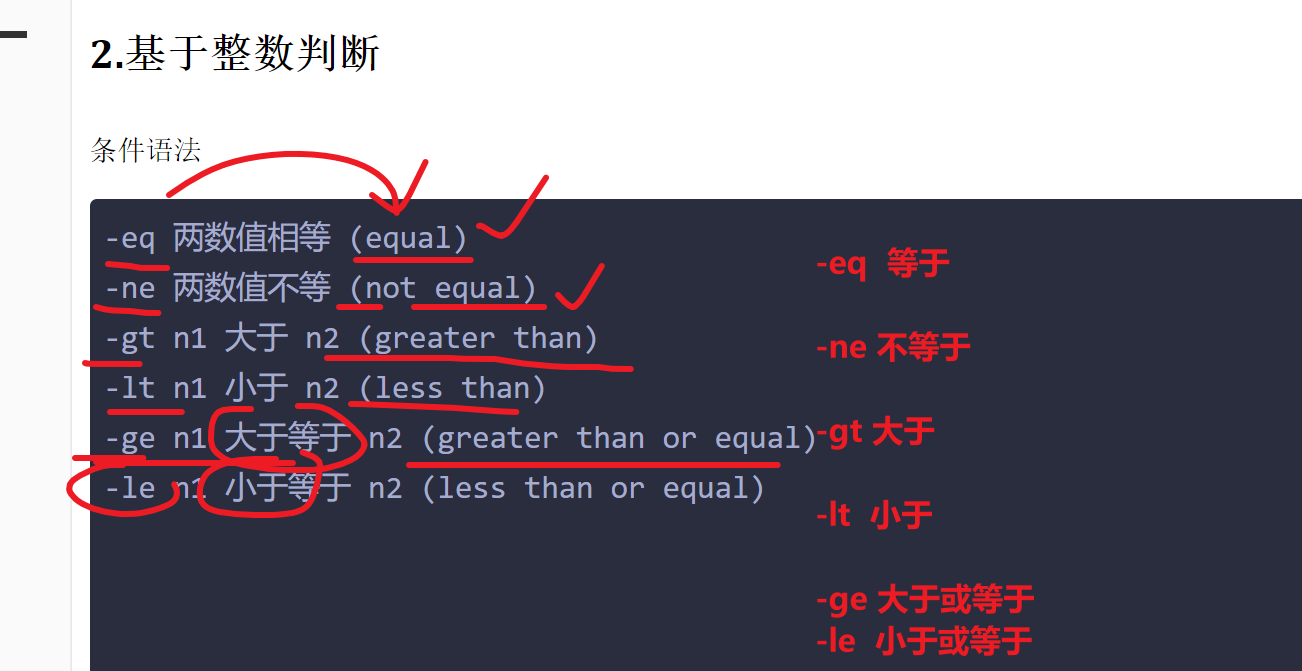 2.基于整数判断
条件语法
-eq 两数值相等 (equal)
-ne 两数值不等 (not equal)
-gt n1 大于 n2 (greater than)
-lt n1 小于 n2 (less than)
-ge n1 大于等于 n2 (greater than or equal)
-le n1 小于等于 n2 (less than or equal)
-eq 等于
-ne 不等于
-gt 大于
-lt 小于
-ge 大于或等于
-le 小于或等于